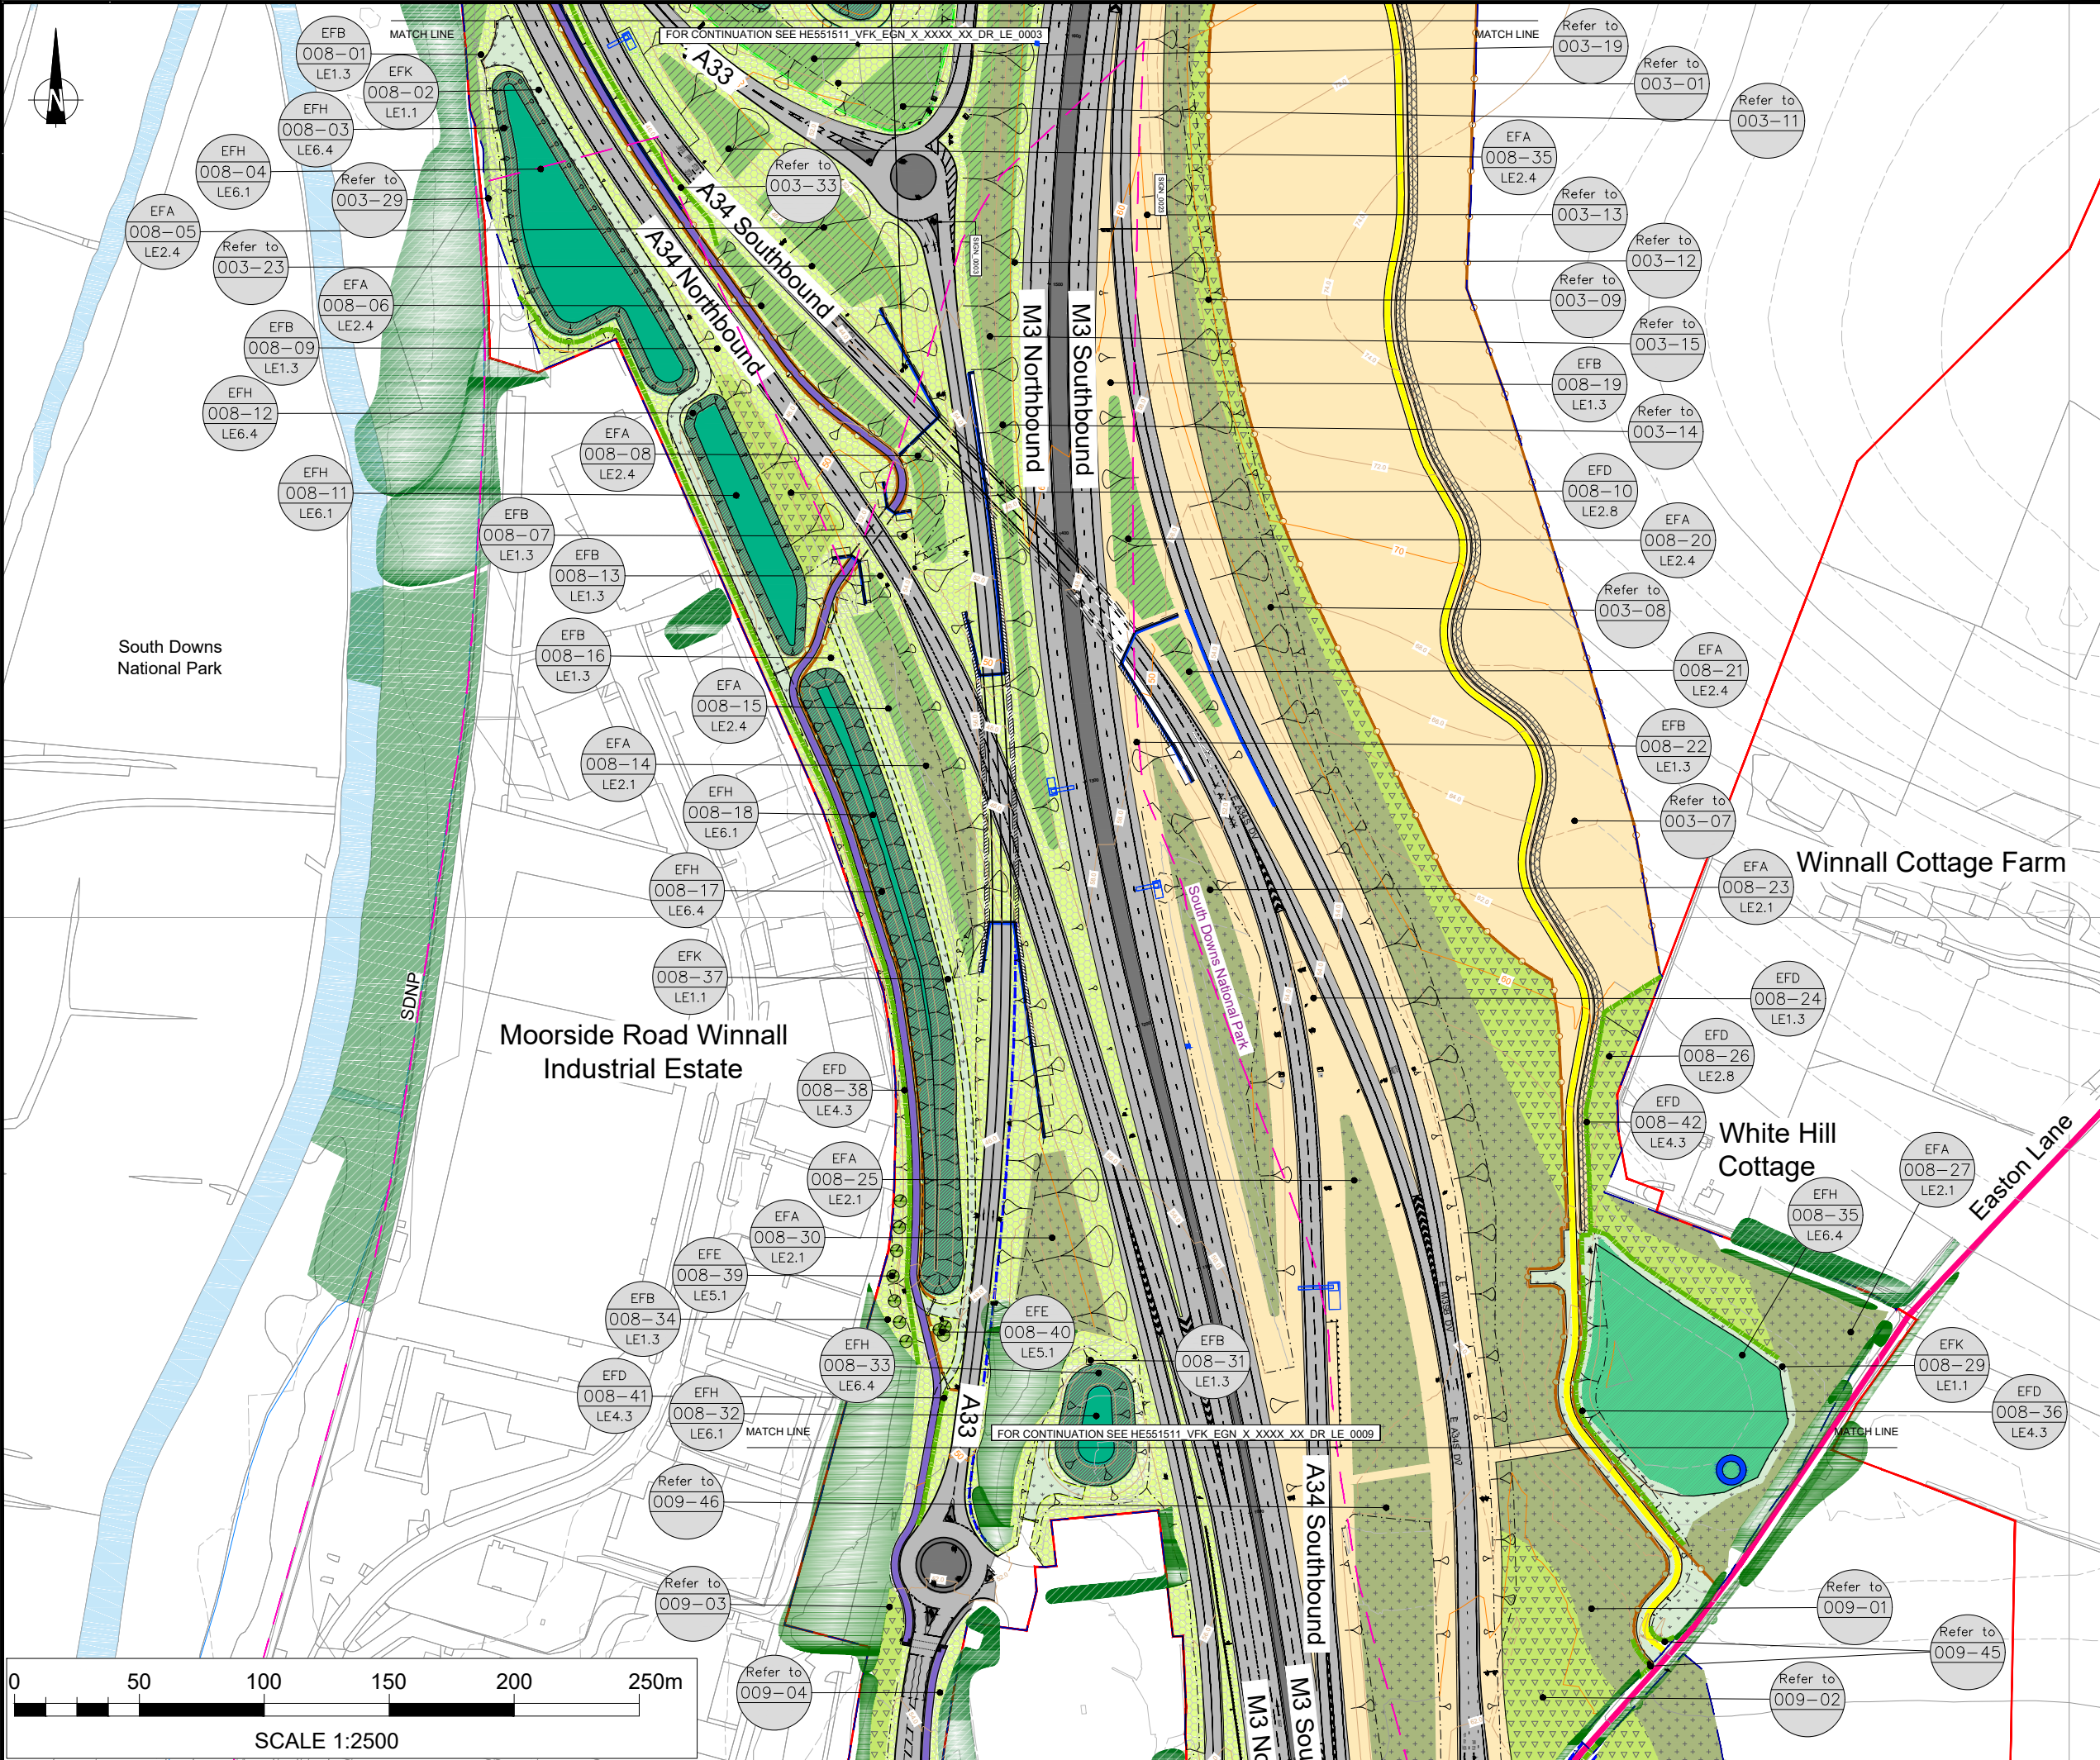 MATCH LINE
FOR CONTINUATION SEE HE551511_VFK_EGN_X_XXXX_XX_DR_LE_0003
MATCH LINE
N
EFB
008-01
LE1.3
EFK
008-02
LE1.1
EFH
008-03
LE6.4
EFH
008-04
LE6.1
Refer to
003-29
EFA
008-05
LE2.4
Refer to
003-23
EFA
008-06
LE2.4
EFB
008-09
LE1.3
EFH
008-12
LE6.4
EFA
008-08
LE2.4
EFH
008-11
LE6.1
EFB
008-07
LE1.3
EFB
008-13
LE1.3
EFB
008-16
LE1.3
EFA
008-15
LE2.4
EFA
008-14
LE2.1
EFH
008-18
LE6.1
EFH
008-17
LE6.4
EFK
008-37
LE1.1
EFD
008-38
LE4.3
EFA
008-25
LE2.1
EFA
008-30
LE2.1
EFE
008-39
LE5.1
EFB
008-34
LE1.3
EFH
008-33
LE6.4
EFE
008-40
LE5.1
EFB
008-31
LE1.3
EFD
008-41
LE4.3
EFH
008-32
LE6.1
Refer to
009-46
Refer to
009-03
Refer to
009-04
Refer to
003-33
Refer to
003-19
Refer to
003-01
Refer to
003-11
EFA
008-35
LE2.4
Refer to
003-13
Refer to
003-12
Refer to
003-09
Refer to
003-15
EFB
008-19
LE1.3
Refer to
003-14
EFD
008-10
LE2.8
EFA
008-20
LE2.4
Refer to
003-08
EFA
008-21
LE2.4
EFB
008-22
LE1.3
Refer to
003-07
EFA
008-23
LE2.1
EFD
008-24
LE1.3
EFD
008-26
LE2.8
EFD
008-42
LE4.3
EFA
008-27
LE2.1
EFH
008-35
LE6.4
EFK
008-29
LE1.1
EFD
008-36
LE4.3
Refer to
009-01
Refer to
009-45
Refer to
009-02
A33
A34 Southbound
A34 Northbound
M3 Northbound
M3 Southbound
SIGN_0003
SIGN_0023
South Downs
National Park
SDNP
Moorside Road Winnall
Industrial Estate
South Downs National Park
Winnall Cottage Farm
White Hill
Cottage
Easton Lane
60
70
60
50
50
MATCH LINE
FOR CONTINUATION SEE HE551511_VFK_EGN_X_XXXX_XX_DR_LE_0009
MATCH LINE
A33
A34 Southbound
M3 No
M3 Sou
0 50 100 150 200 250m
SCALE 1:2500